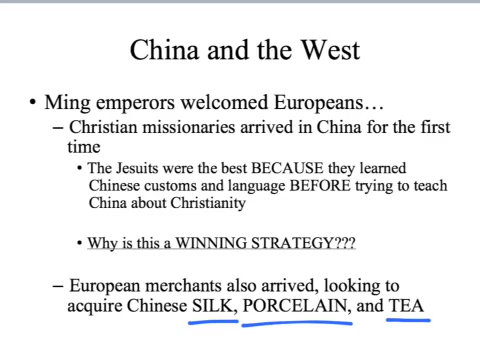 China and the West
• Ming emperors welcomed Europeans…
– Christian missionaries arrived in China for the first
time
• The Jesuits were the best BECAUSE they learned
Chinese customs and language BEFORE trying to teach
China about Christianity
• Why is this a WINNING STRATEGY???
– European merchants also arrived, looking to
acquire Chinese SILK, PORCELAIN, and TEA